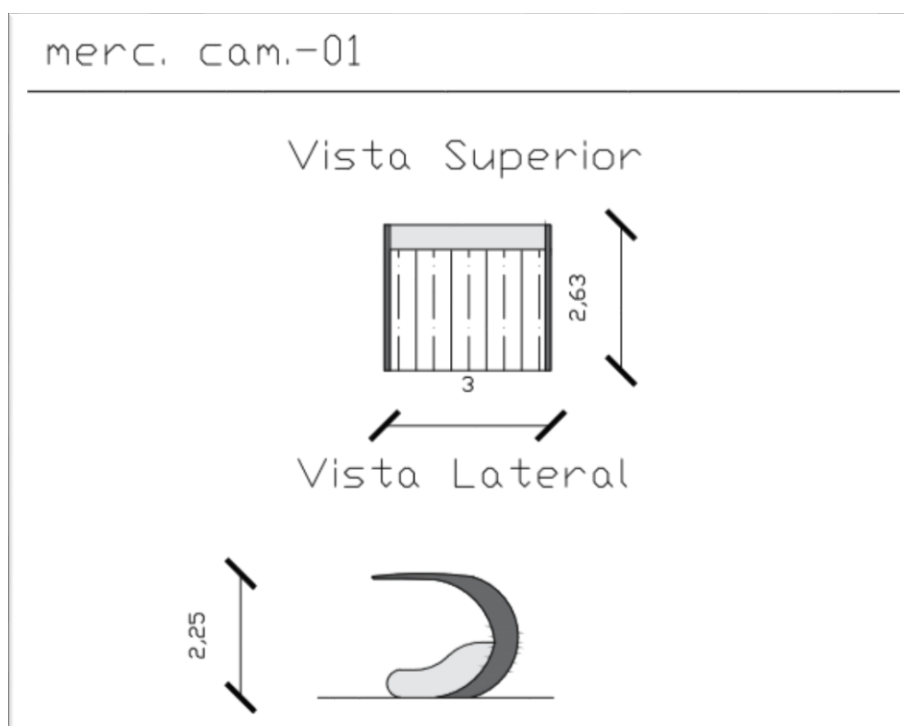 merc. cam.-01
Vista Superior
2,63
3
Vista Lateral
2,25